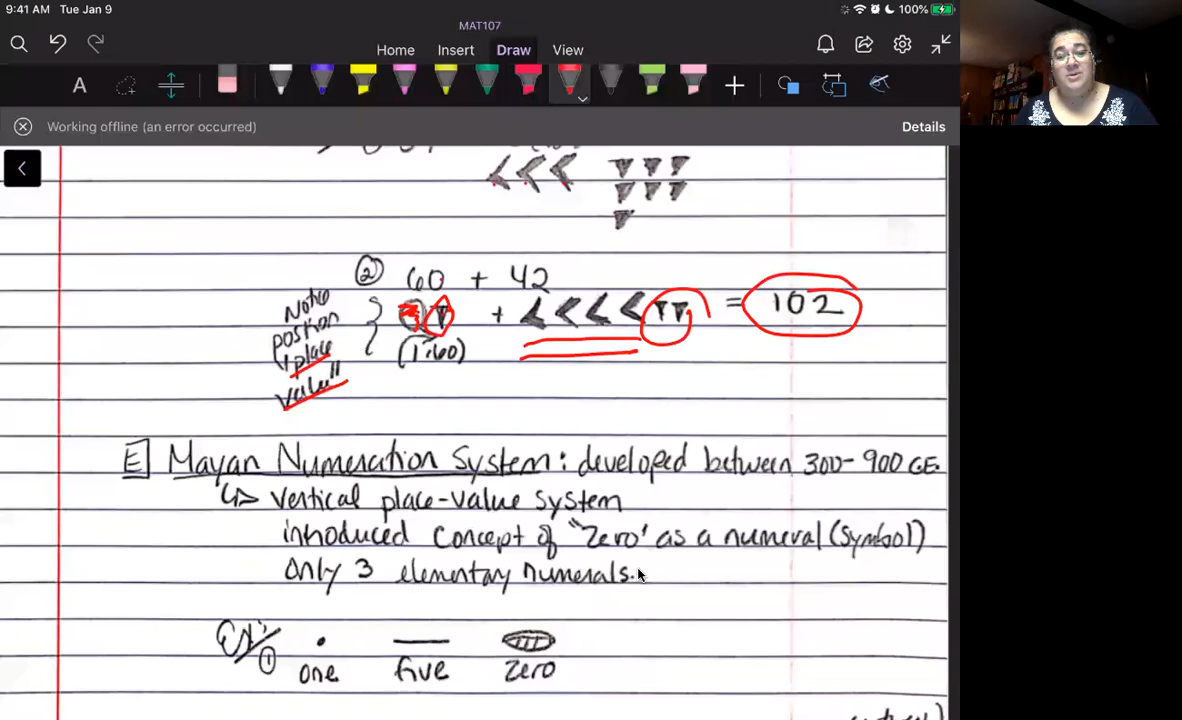 9:41 AM Tue Jan 9
100%
MAT107
Home Insert Draw View
A
Working offline (an error occurred)
Details
② 60 + 42
Notice
position
"place
value"
+
= 102
(1·60)
E] Mayan Numeration System: developed between 300-900 CE.
↳ vertical place-value system
introduced concept of "Zero" as a numeral (symbol)
only 3 elementary numerals.
Ex/ ①
one five zero